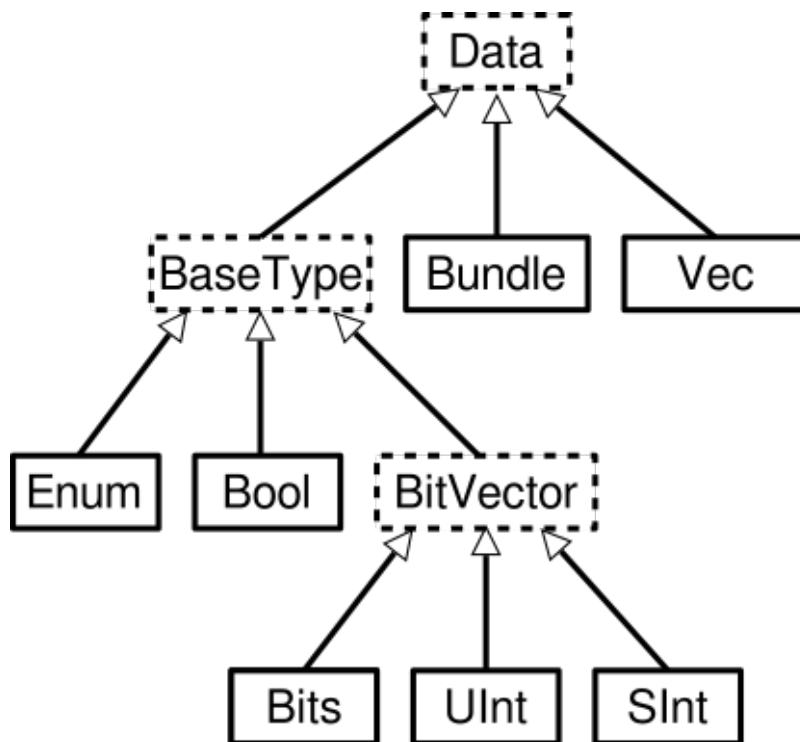 Data
BaseType Bundle Vec
Enum Bool BitVector
Bits UInt SInt